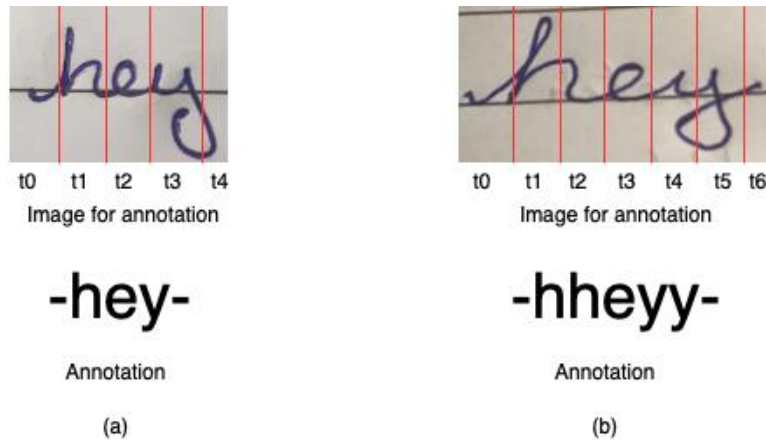 hey hey
t0 t1 t2 t3 t4 t0 t1 t2 t3 t4 t5 t6
Image for annotation Image for annotation
-hey- -hheyy-
Annotation Annotation
(a) (b)